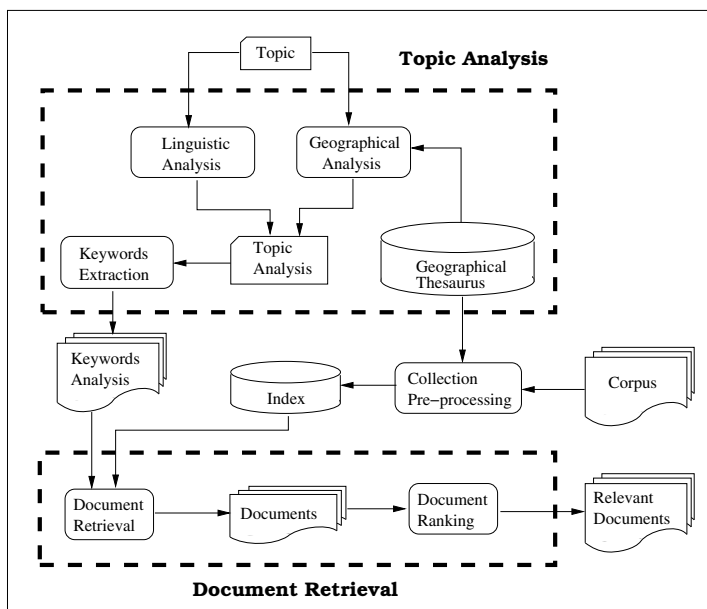 Topic
Topic Analysis
Linguistic
Analysis
Geographical
Analysis
Keywords
Extraction
Topic
Analysis
Geographical
Thesaurus
Keywords
Analysis
Index
Collection
Pre−processing
Corpus
Document
Retrieval
Documents
Document
Ranking
Relevant
Documents
Document Retrieval